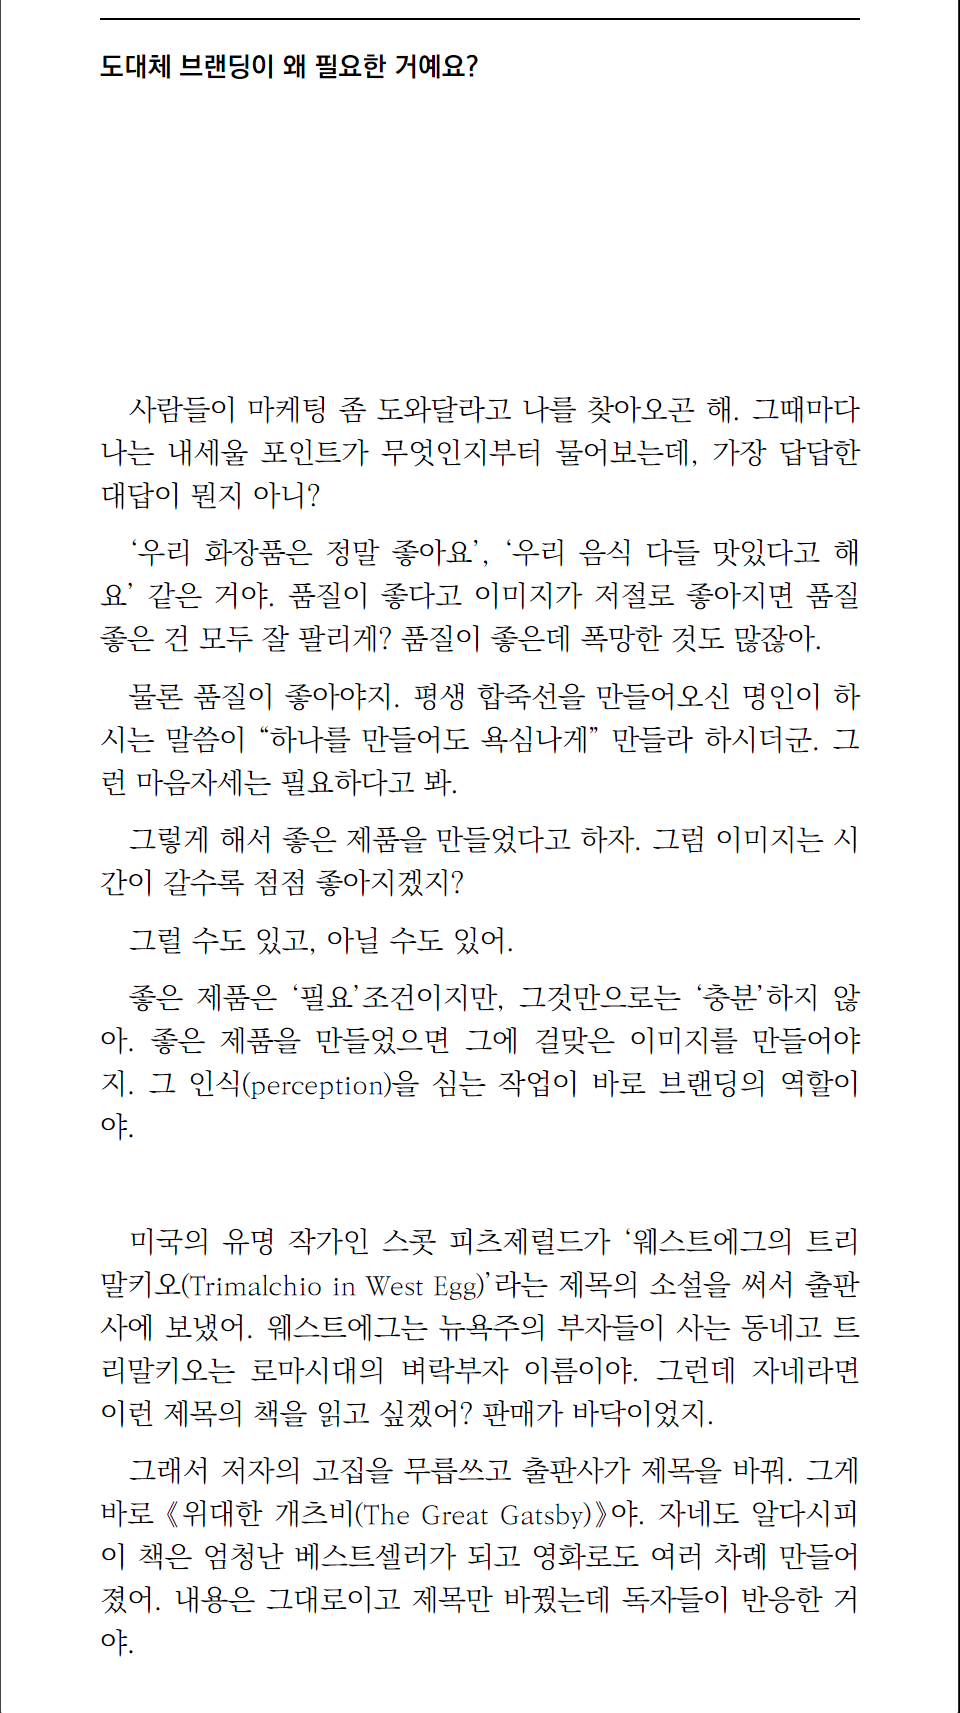 도대체 브랜딩이 왜 필요한 거예요?
사람들이 마케팅 좀 도와달라고 나를 찾아오곤 해. 그때마다
나는 내세울 포인트가 무엇인지부터 물어보는데, 가장 답답한
대답이 뭔지 아니?
‘우리 화장품은 정말 좋아요’, ‘우리 음식 다들 맛있다고 해
요’ 같은 거야. 품질이 좋다고 이미지가 저절로 좋아지면 품질
좋은 건 모두 잘 팔리게? 품질이 좋은데 폭망한 것도 많잖아.
물론 품질이 좋아야지. 평생 합죽선을 만들어오신 명인이 하
시는 말씀이 “하나를 만들어도 욕심나게” 만들라 하시더군. 그
런 마음자세는 필요하다고 봐.
그렇게 해서 좋은 제품을 만들었다고 하자. 그럼 이미지는 시
간이 갈수록 점점 좋아지겠지?
그럴 수도 있고, 아닐 수도 있어.
좋은 제품은 ‘필요’조건이지만, 그것만으로는 ‘충분’하지 않
아. 좋은 제품을 만들었으면 그에 걸맞은 이미지를 만들어야
지. 그 인식(perception)을 심는 작업이 바로 브랜딩의 역할이
야.
미국의 유명 작가인 스콧 피츠제럴드가 ‘웨스트에그의 트리
말키오(Trimalchio in West Egg)’라는 제목의 소설을 써서 출판
사에 보냈어. 웨스트에그는 뉴욕주의 부자들이 사는 동네고 트
리말키오는 로마시대의 벼락부자 이름이야. 그런데 자네라면
이런 제목의 책을 읽고 싶겠어? 판매가 바닥이었지.
그래서 저자의 고집을 무릅쓰고 출판사가 제목을 바꿔. 그게
바로 《위대한 개츠비(The Great Gatsby)》야. 자네도 알다시피
이 책은 엄청난 베스트셀러가 되고 영화로도 여러 차례 만들어
졌어. 내용은 그대로이고 제목만 바꿨는데 독자들이 반응한 거
야.